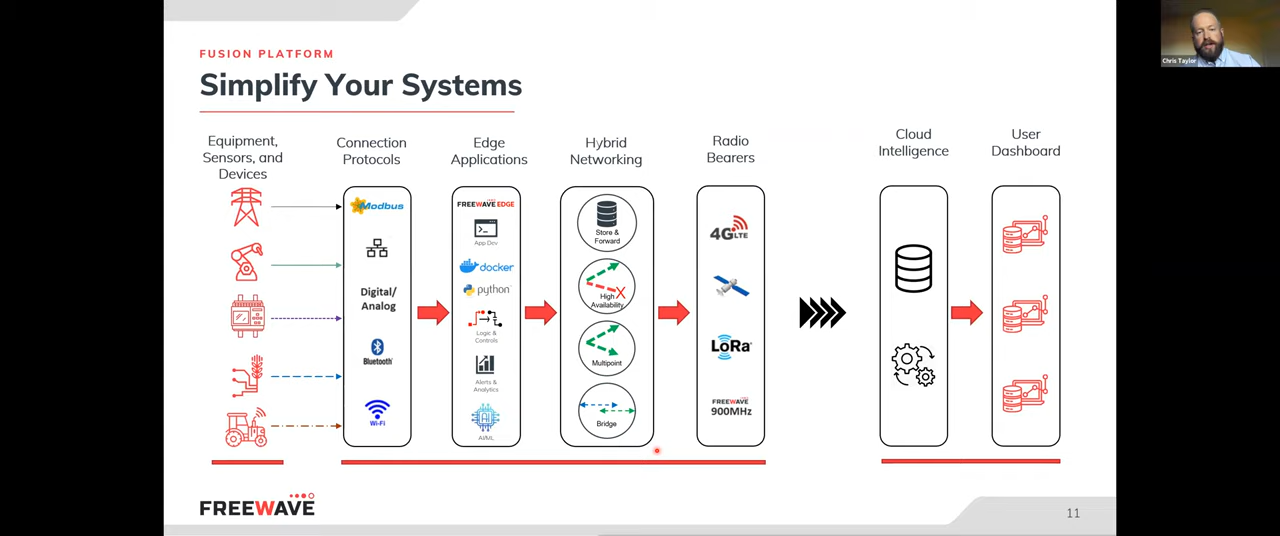 FUSION PLATFORM
Simplify Your Systems
Equipment,
Sensors, and
Devices
Connection
Protocols
Modbus
Digital/
Analog
Bluetooth
Wi-Fi
Edge
Applications
FREEWAVE EDGE
App Dev
docker
python
Logic &
Controls
Alerts &
Analytics
AI
AI/ML
Hybrid
Networking
Store &
Forward
High
Availability
Multipoint
Bridge
Radio
Bearers
4G LTE
LoRa
FREEWAVE
900MHz
Cloud
Intelligence
User
Dashboard
FREEWAVE
11
Chris Taylor